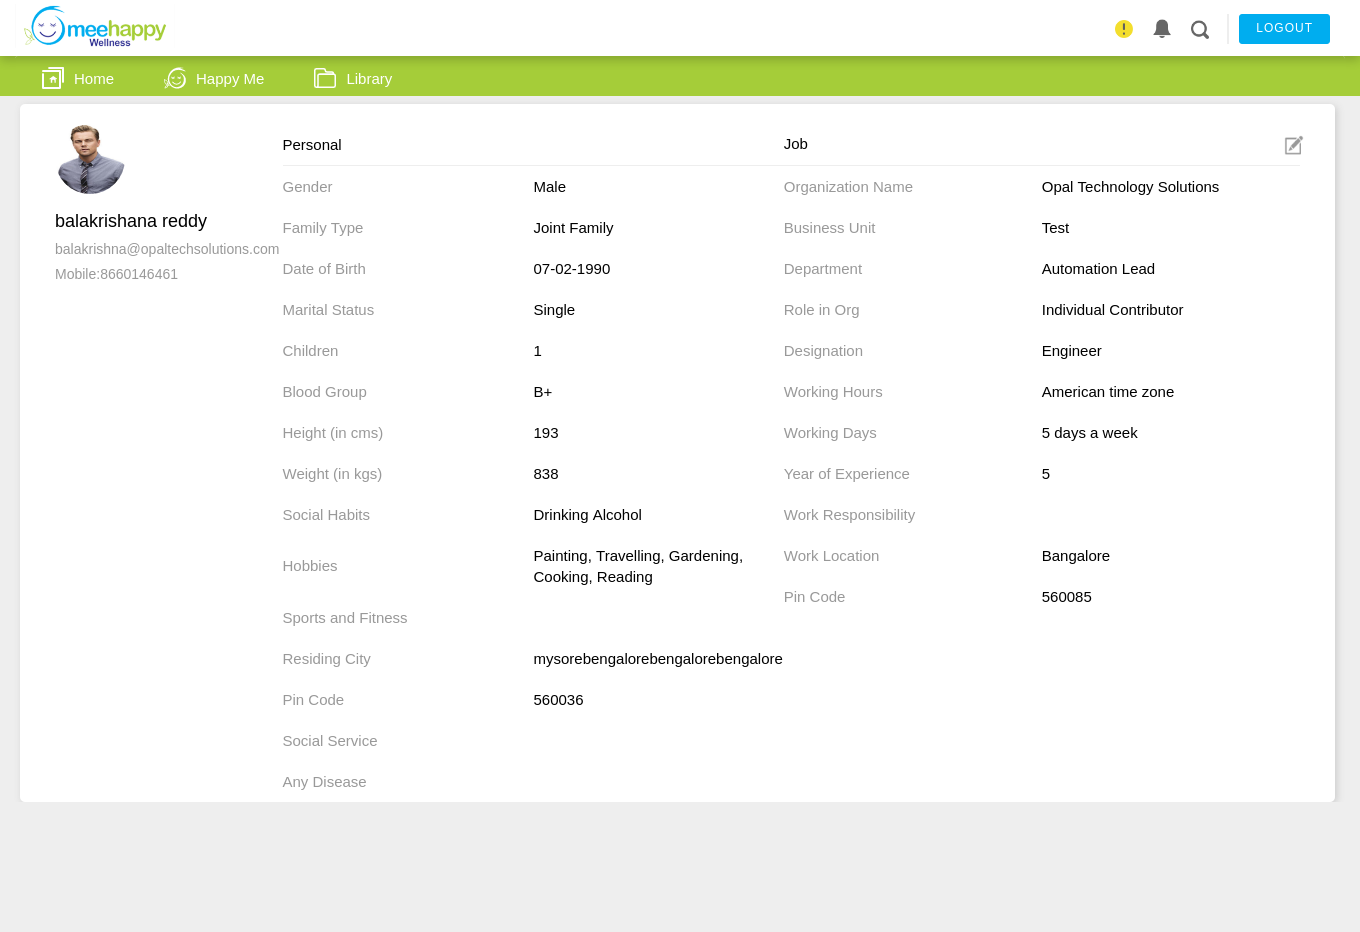 meehappy
Wellness
LOGOUT
Home
Happy Me
Library
balakrishana reddy
balakrishna@opaltechsolutions.com
Mobile:8660146461
Personal
Gender Male
Family Type Joint Family
Date of Birth 07-02-1990
Marital Status Single
Children 1
Blood Group B+
Height (in cms) 193
Weight (in kgs) 838
Social Habits Drinking Alcohol
Hobbies Painting, Travelling, Gardening,
Cooking, Reading
Sports and Fitness
Residing City mysorebengalorebengalorebengalore
Pin Code 560036
Social Service
Any Disease
Job
Organization Name Opal Technology Solutions
Business Unit Test
Department Automation Lead
Role in Org Individual Contributor
Designation Engineer
Working Hours American time zone
Working Days 5 days a week
Year of Experience 5
Work Responsibility
Work Location Bangalore
Pin Code 560085